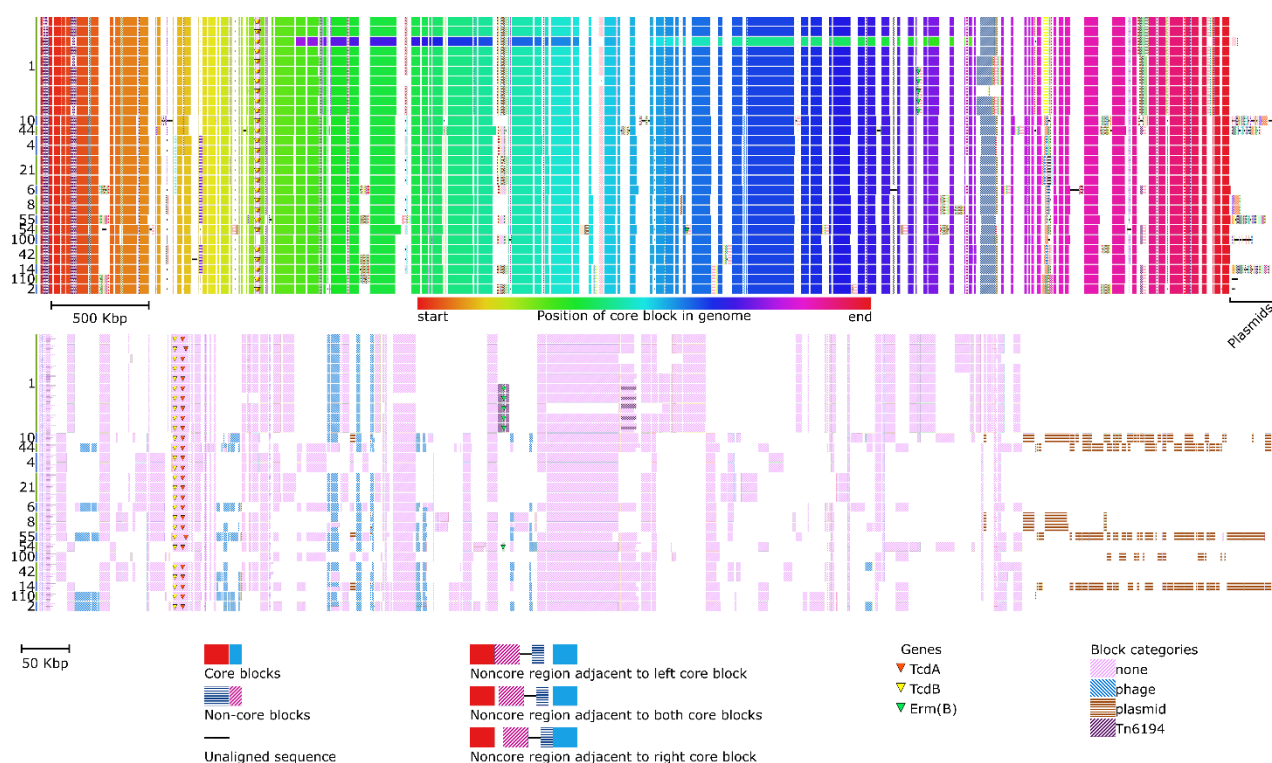 1
10
44
4
21
6
8
55
54
100
42
14
110
2
500 Kbp
start
Position of core block in genome
end
Plasmids
1
10
44
4
21
6
8
55
54
100
42
14
110
2
50 Kbp
Core blocks
Non-core blocks
Unaligned sequence
Noncore region adjacent to left core block
Noncore region adjacent to both core blocks
Noncore region adjacent to right core block
Genes
TcdA
TcdB
Erm(B)
Block categories
none
phage
plasmid
Tn6194